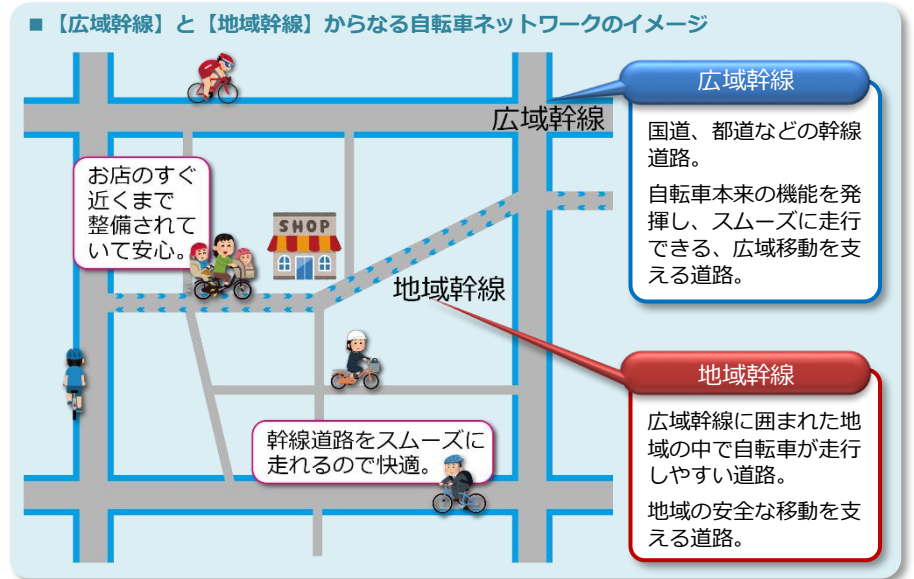 ■【広域幹線】と【地域幹線】からなる自転車ネットワークのイメージ
広域幹線
広域幹線
国道、都道などの幹線
道路。
自転車本来の機能を発
揮し、スムーズに走行
できる、広域移動を支
える道路。
お店のすぐ
近くまで
整備されて
いて安心。
SHOP
地域幹線
地域幹線
広域幹線に囲まれた地
域の中で自転車が走行
しやすい道路。
地域の安全な移動を支
える道路。
幹線道路をスムーズに
走れるので快適。